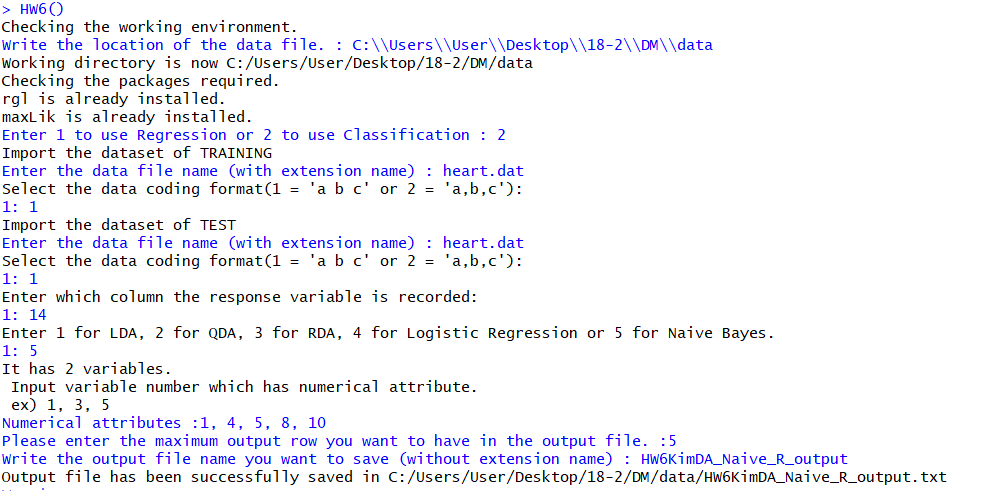 > HW6()
Checking the working environment.
Write the location of the data file. : C:\\Users\\User\\Desktop\\18-2\\DM\\data
Working directory is now C:/Users/User/Desktop/18-2/DM/data
Checking the packages required.
rgl is already installed.
maxLik is already installed.
Enter 1 to use Regression or 2 to use Classification : 2
Import the dataset of TRAINING
Enter the data file name (with extension name) : heart.dat
Select the data coding format(1 = 'a b c' or 2 = 'a,b,c'):
1: 1
Import the dataset of TEST
Enter the data file name (with extension name) : heart.dat
Select the data coding format(1 = 'a b c' or 2 = 'a,b,c'):
1: 1
Enter which column the response variable is recorded:
1: 14
Enter 1 for LDA, 2 for QDA, 3 for RDA, 4 for Logistic Regression or 5 for Naive Bayes.
1: 5
It has 2 variables.
 Input variable number which has numerical attribute.
 ex) 1, 3, 5
Numerical attributes :1, 4, 5, 8, 10
Please enter the maximum output row you want to have in the output file. :5
Write the output file name you want to save (without extension name) : HW6KimDA_Naive_R_output
Output file has been successfully saved in C:/Users/User/Desktop/18-2/DM/data/HW6KimDA_Naive_R_output.txt